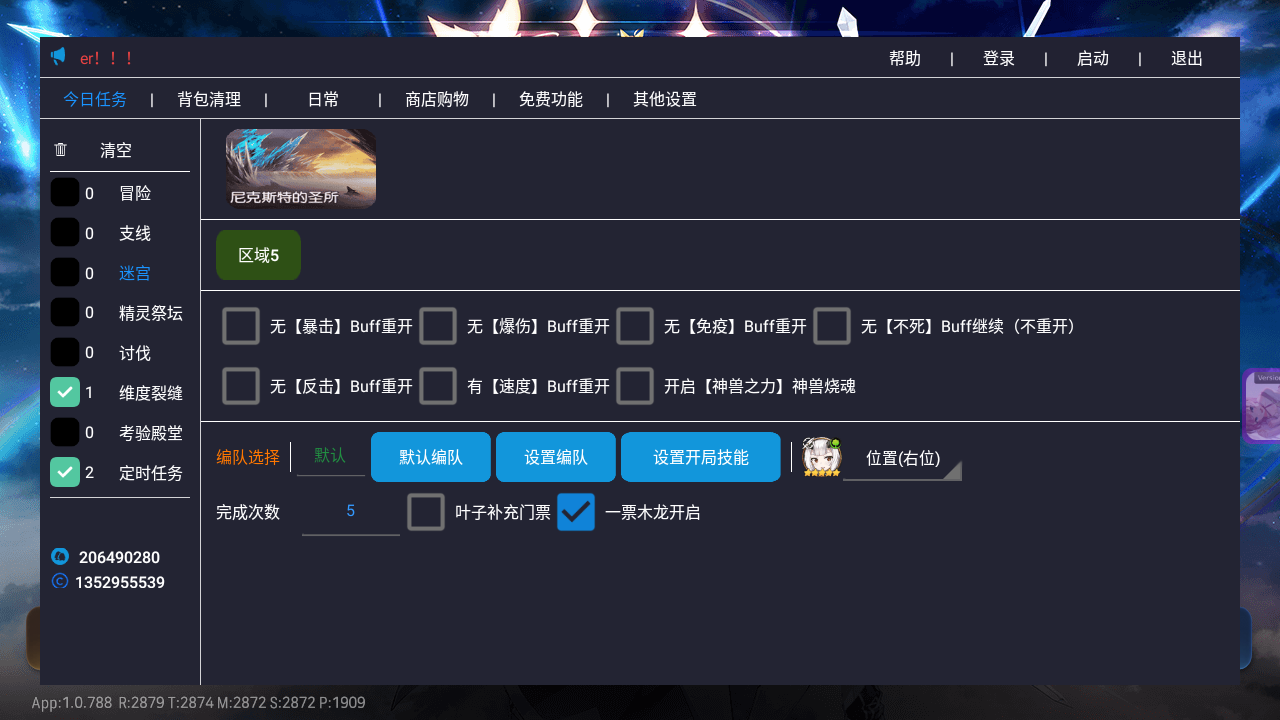 er！！！
帮助 | 登录 | 启动 | 退出
今日任务 | 背包清理 | 日常 | 商店购物 | 免费功能 | 其他设置
清空
0 冒险
0 支线
0 迷宫
0 精灵祭坛
0 讨伐
1 维度裂缝
0 考验殿堂
2 定时任务
206490280
1352955539
尼克斯特的圣所
区域5
无【暴击】Buff重开 无【爆伤】Buff重开 无【免疫】Buff重开 无【不死】Buff继续（不重开）
无【反击】Buff重开 有【速度】Buff重开 开启【神兽之力】神兽烧魂
编队选择 默认 默认编队 设置编队 设置开局技能 位置(右位)
完成次数 5 叶子补充门票 一票木龙开启
Version
App:1.0.788 R:2879 T:2874 M:2872 S:2872 P:1909